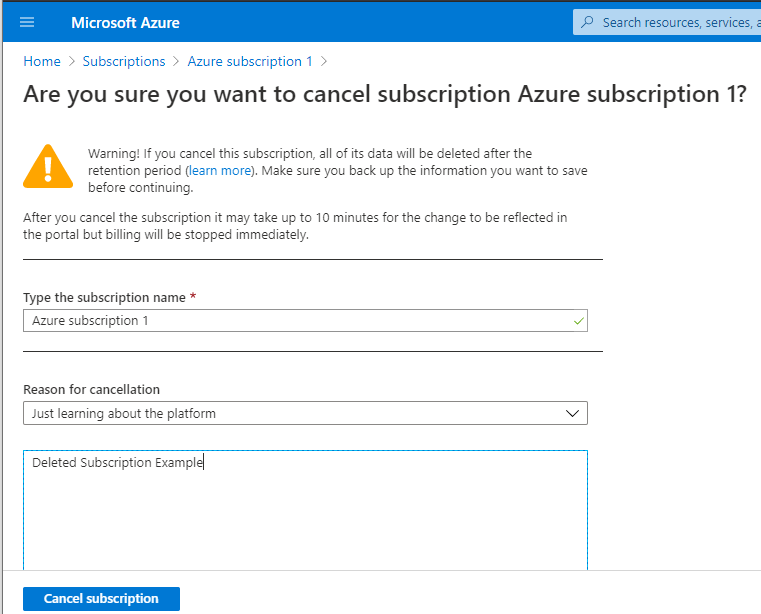 Microsoft Azure
Search resources, services, a
Home > Subscriptions > Azure subscription 1 >
Are you sure you want to cancel subscription Azure subscription 1?
Warning! If you cancel this subscription, all of its data will be deleted after the
retention period (learn more). Make sure you back up the information you want to save
before continuing.
After you cancel the subscription it may take up to 10 minutes for the change to be reflected in
the portal but billing will be stopped immediately.
Type the subscription name *
Azure subscription 1
Reason for cancellation
Just learning about the platform
Deleted Subscription Example
Cancel subscription